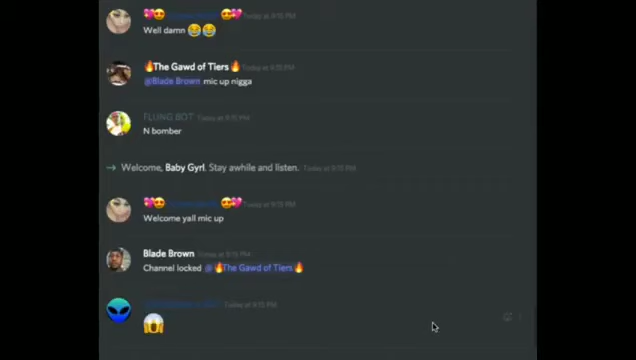 Today at 9:15 PM
Well damn 😂😂
🔥The Gawd of Tiers🔥 Today at 9:15 PM
@Blade Brown mic up nigga
FLUNG BOT Today at 9:15 PM
N bomber
Welcome, Baby Gyrl. Stay awhile and listen. Today at 9:15 PM
Today at 9:15 PM
Welcome yall mic up
Blade Brown Today at 9:15 PM
Channel locked @🔥The Gawd of Tiers🔥
Today at 9:15 PM